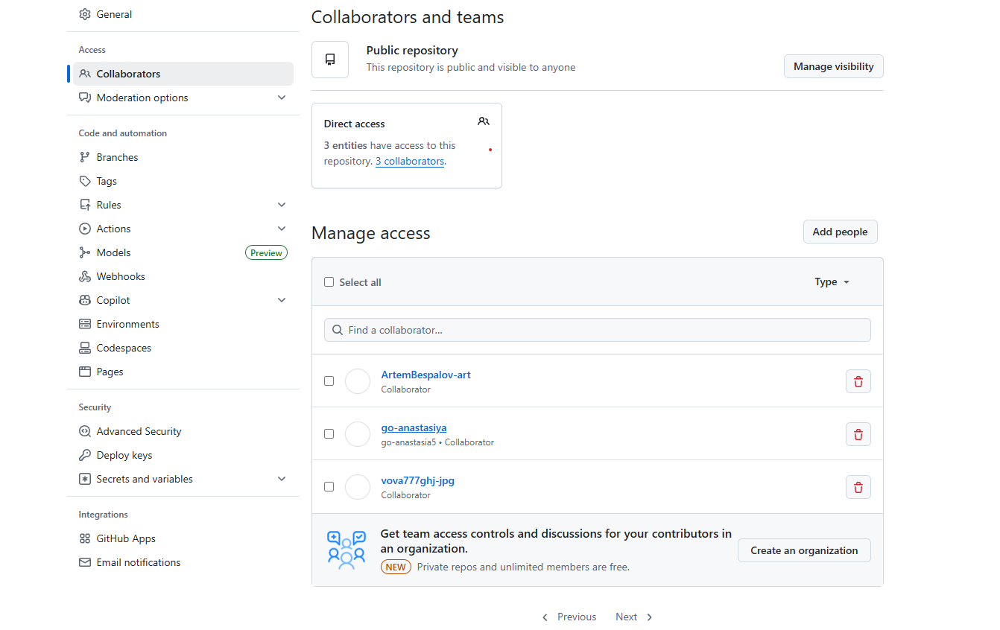 General
Access
Collaborators
Moderation options
Code and automation
Branches
Tags
Rules
Actions
Models
Preview
Webhooks
Copilot
Environments
Codespaces
Pages
Security
Advanced Security
Deploy keys
Secrets and variables
Integrations
GitHub Apps
Email notifications
Collaborators and teams
Public repository
This repository is public and visible to anyone
Manage visibility
Direct access
3 entities have access to this
repository. 3 collaborators.
Manage access
Add people
Select all
Type
Find a collaborator...
ArtemBespalov-art
Collaborator
go-anastasiya
go-anastasia5 • Collaborator
vova777ghj-jpg
Collaborator
Get team access controls and discussions for your contributors in
an organization.
NEW Private repos and unlimited members are free.
Create an organization
Previous
Next